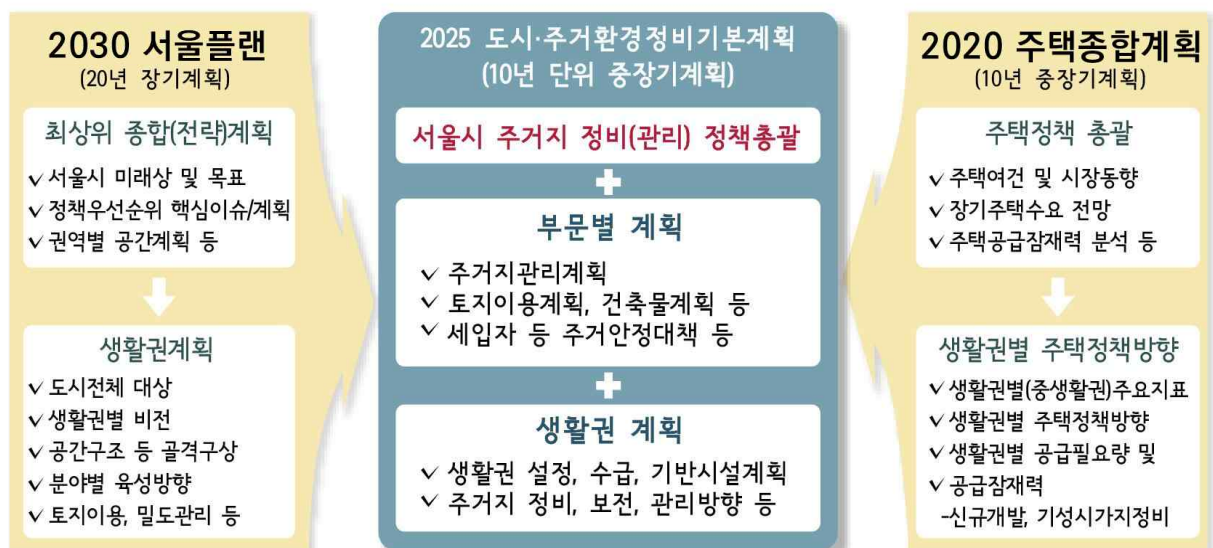 2030 서울플랜
(20년 장기계획)
최상위 종합(전략)계획
✓ 서울시 미래상 및 목표
✓ 정책우선순위 핵심이슈/계획
✓ 권역별 공간계획 등
생활권계획
✓ 도시전체 대상
✓ 생활권별 비전
✓ 공간구조 등 골격구상
✓ 분야별 육성방향
✓ 토지이용, 밀도관리 등
2025 도시·주거환경정비기본계획
(10년 단위 중장기계획)
서울시 주거지 정비(관리) 정책총괄
부문별 계획
✓ 주거지관리계획
✓ 토지이용계획, 건축물계획 등
✓ 세입자 등 주거안정대책 등
생활권 계획
✓ 생활권 설정, 수급, 기반시설계획
✓ 주거지 정비, 보전, 관리방향 등
2020 주택종합계획
(10년 중장기계획)
주택정책 총괄
✓ 주택여건 및 시장동향
✓ 장기주택수요 전망
✓ 주택공급잠재력 분석 등
생활권별 주택정책방향
✓ 생활권별(중생활권)주요지표
✓ 생활권별 주택정책방향
✓ 생활권별 공급필요량 및
✓ 공급잠재력
-신규개발, 기성시가지정비